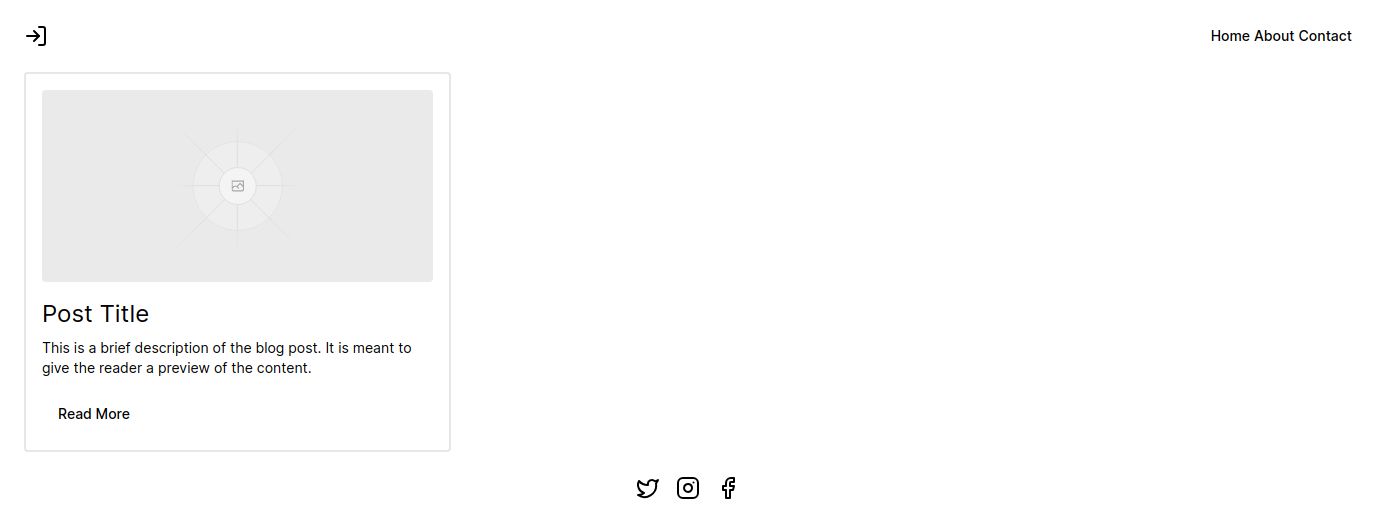 Home About Contact
Post Title
This is a brief description of the blog post. It is meant to
give the reader a preview of the content.
Read More